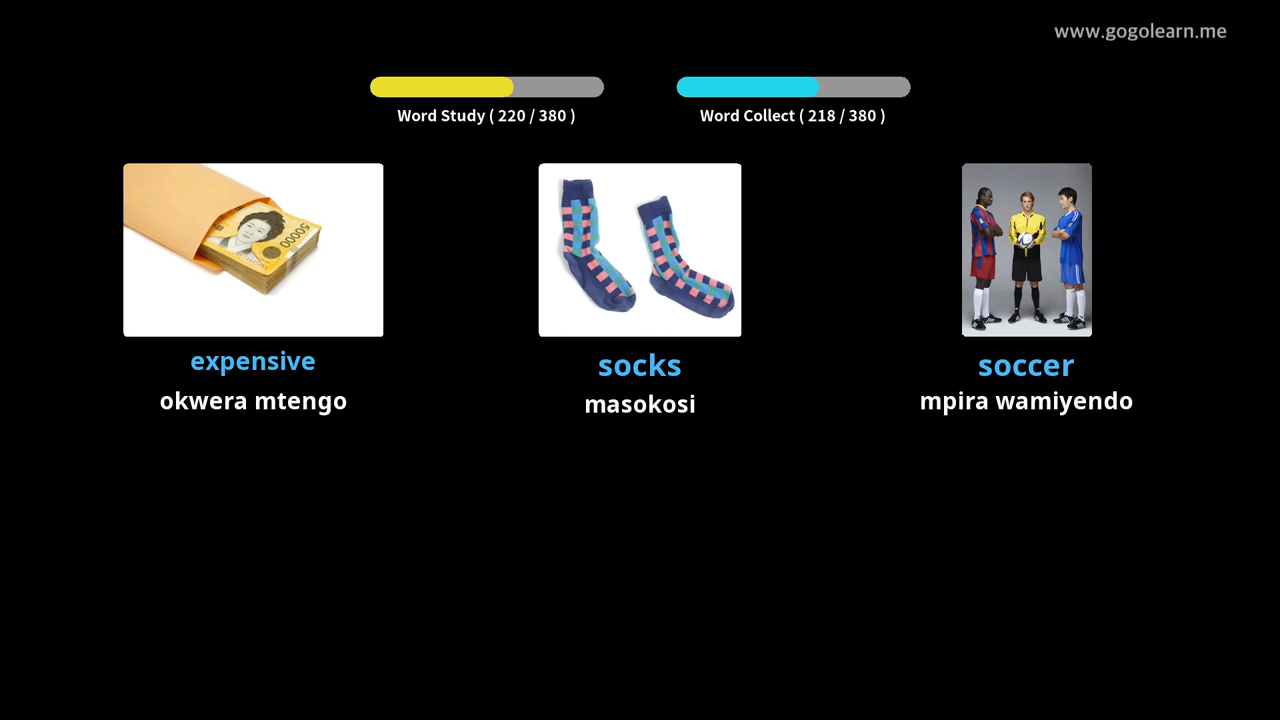 www.gogolearn.me
Word Study ( 220 / 380 )
Word Collect ( 218 / 380 )
50000
expensive
okwera mtengo
socks
masokosi
soccer
mpira wamiyendo